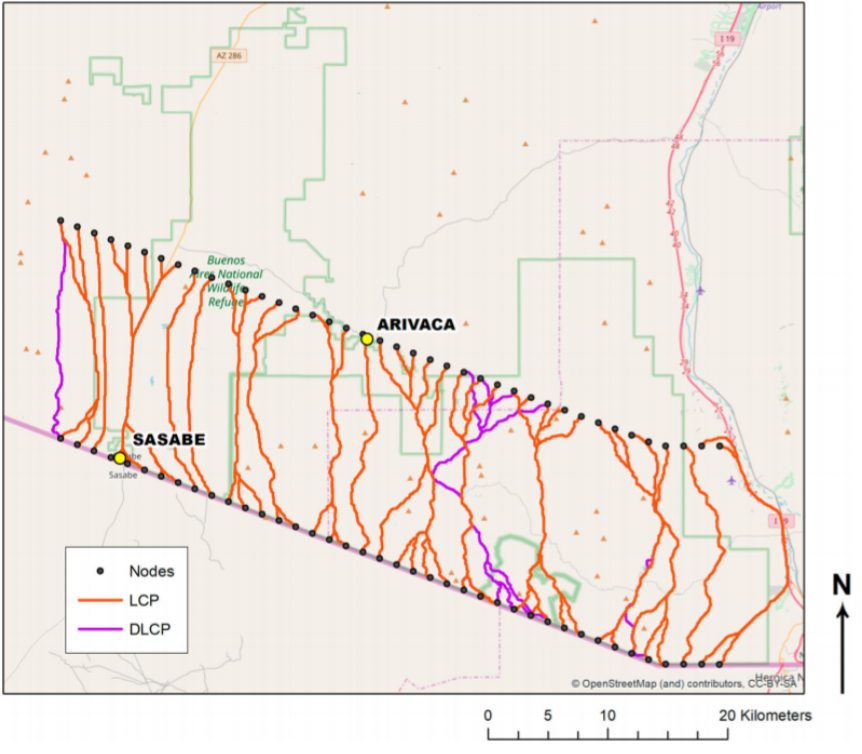 Airport
I 19
AZ 286
Buenos
Aires National
Wildlife
Refuge
ARIVACA
SASABE
Sasabe
I 19
Nodes
LCP
DLCP
N
Heroica N
© OpenStreetMap (and) contributors, CC-BY-SA
0 5 10 20 Kilometers